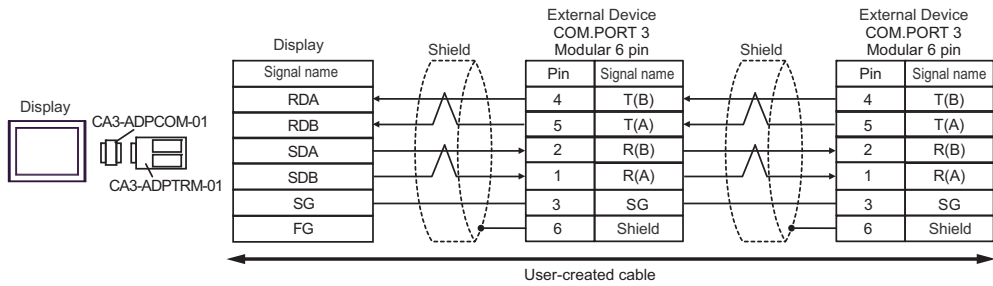 Display
CA3-ADPCOM-01
CA3-ADPTRM-01
Display
Signal name
RDA
RDB
SDA
SDB
SG
FG
Shield
External Device
COM.PORT 3
Modular 6 pin
Pin Signal name
4 T(B)
5 T(A)
2 R(B)
1 R(A)
3 SG
6 Shield
Shield
External Device
COM.PORT 3
Modular 6 pin
Pin Signal name
4 T(B)
5 T(A)
2 R(B)
1 R(A)
3 SG
6 Shield
User-created cable